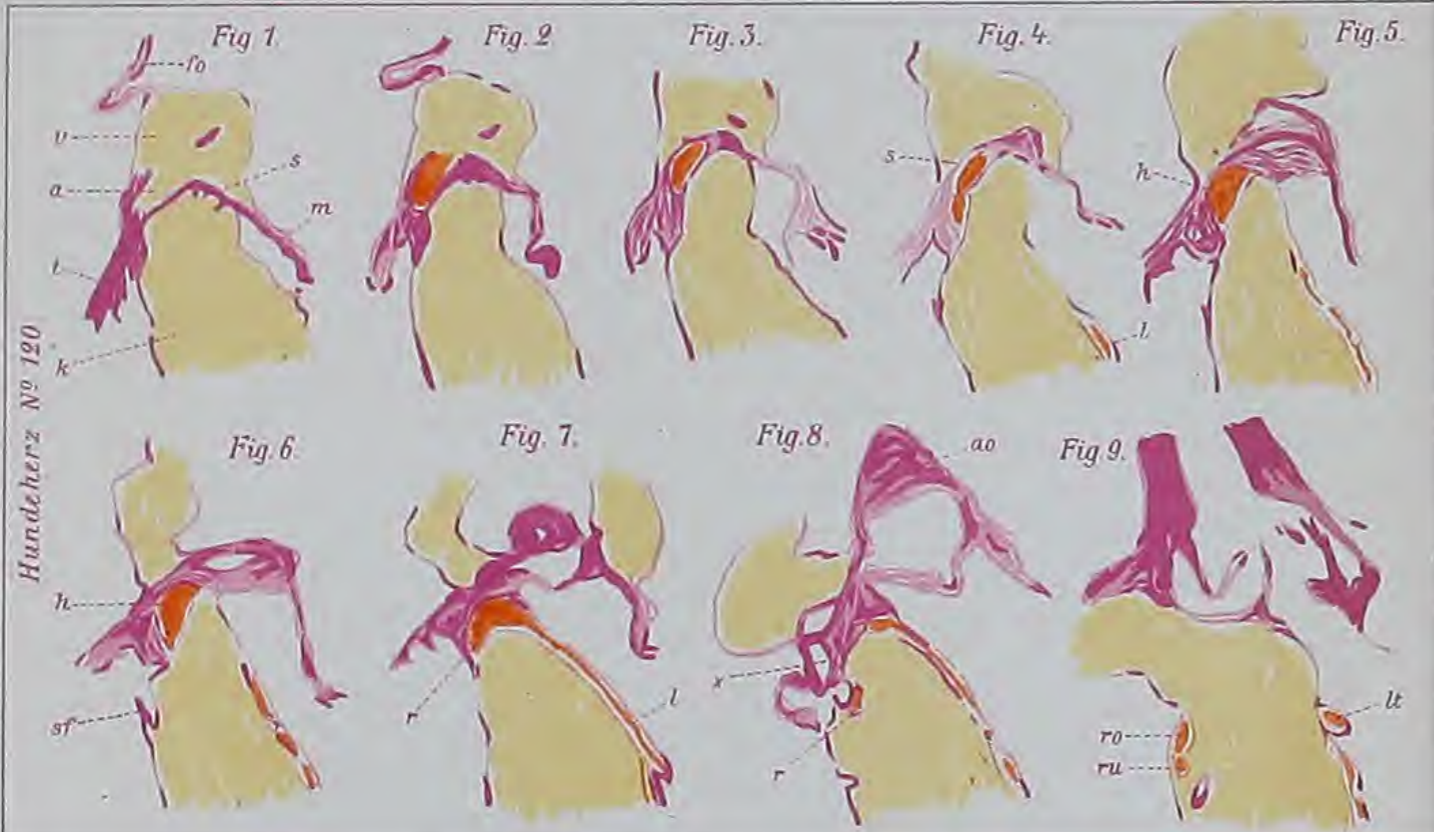 Fig 1.
fo
v
a
s
m
t
k
Fig. 2
Fig. 3.
Fig. 4.
s
l
Fig. 5.
h
Hundeherz Nº 120
Fig. 6.
h
sf
Fig. 7.
r
l
Fig. 8.
ao
x
r
Fig 9.
ro
ru
lt